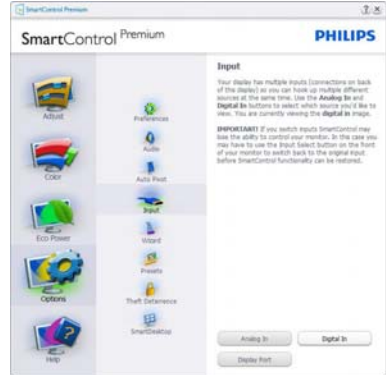 SmartControl Premium
SmartControl Premium
PHILIPS
Adjust
Color
Eco Power
Options
Help
Preferences
Audio
Auto Pivot
Input
Wizard
Presets
Theft Deterrence
SmartDesktop
Input
Your display has multiple inputs [connections on back
of the display] so you can hook up multiple different
sources at the same time. Use the Analog In and
Digital In buttons to select which source you'd like to
view. You are currently viewing the digital in image.
IMPORTANT! If you switch inputs SmartControl may
lose the ability to control your monitor. In the case you
may have to use the Input Select button on the front
of your monitor to switch back to the original input
before SmartControl functionality can be restored.
Analog In
Digital In
Display Port